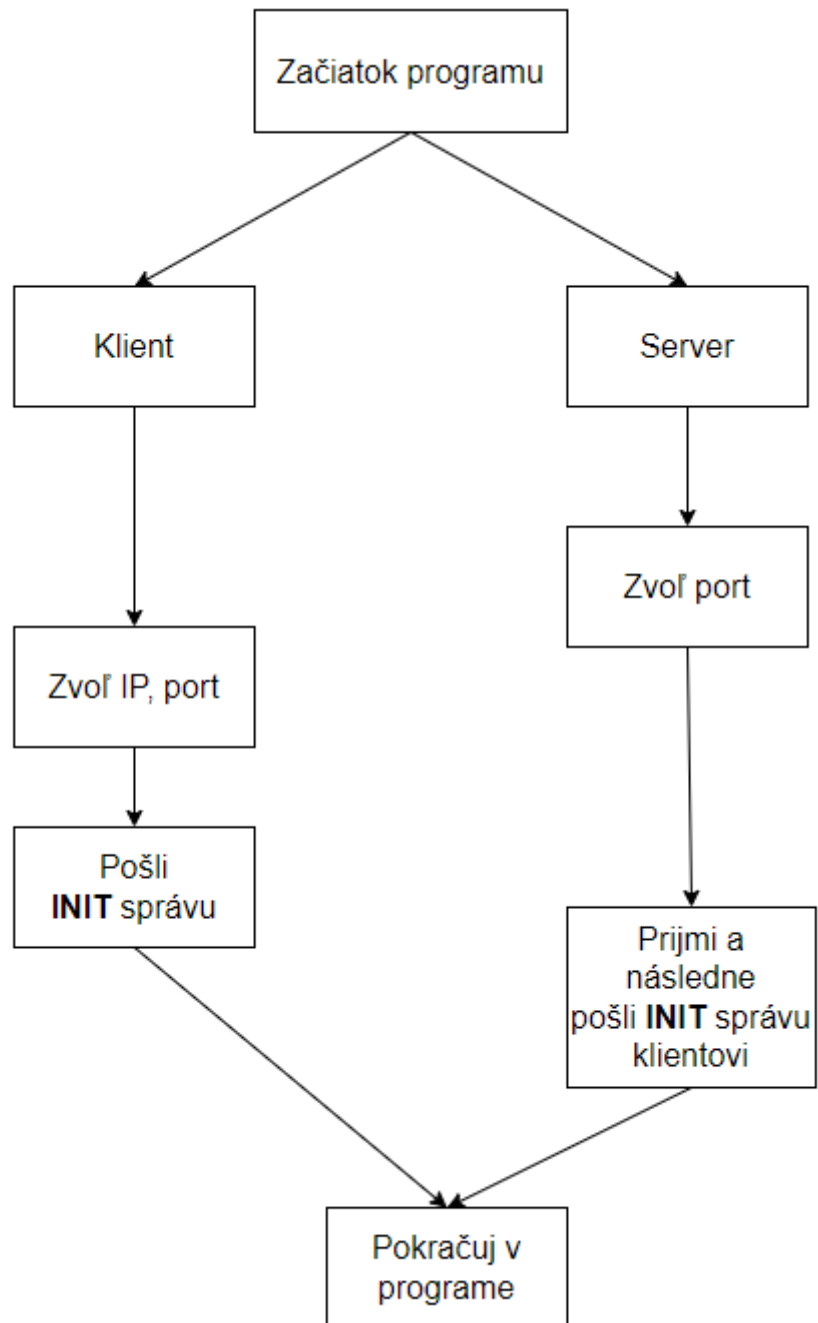 Začiatok programu
Klient
Server
Zvoľ port
Zvoľ IP, port
Pošli
INIT správu
Prijmi a
následne
pošli INIT správu
klientovi
Pokračuj v
programe